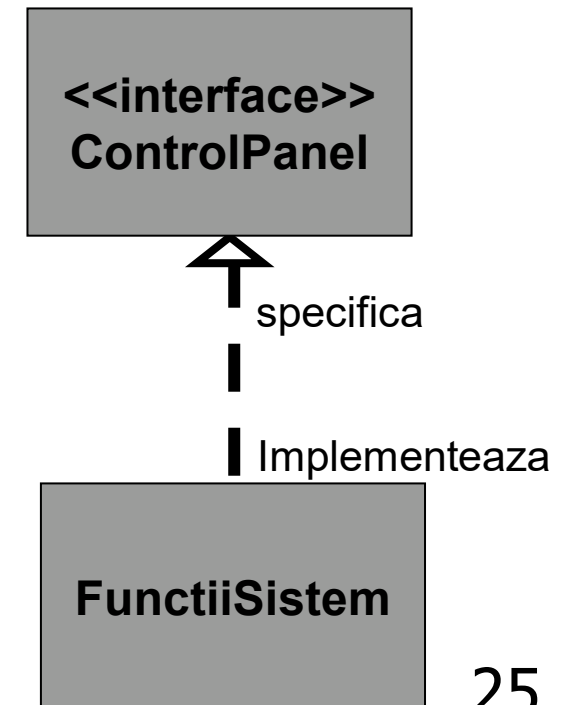 <<interface>>
ControlPanel
specifica
Implementeaza
FunctiiSistem
25